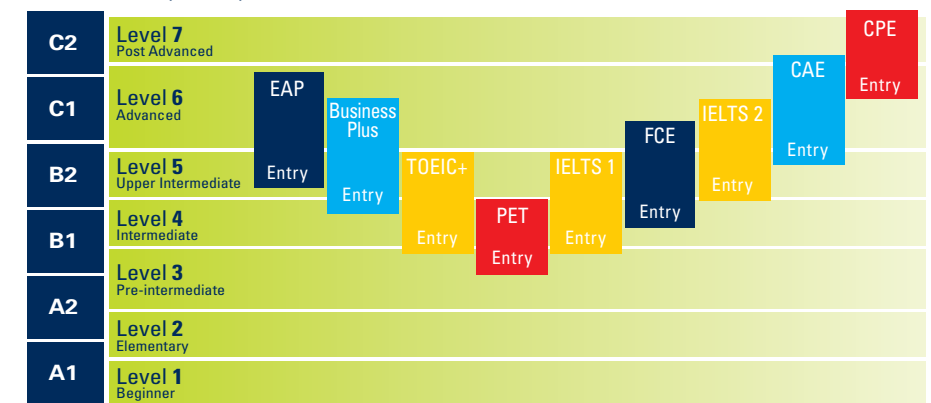 C2
C1
B2
B1
A2
A1
Level 7
Post Advanced
Level 6
Advanced
Level 5
Upper Intermediate
Level 4
Intermediate
Level 3
Pre-intermediate
Level 2
Elementary
Level 1
Beginner
EAP
Entry
Business
Plus
Entry
TOEIC+
Entry
PET
Entry
IELTS 1
Entry
FCE
Entry
IELTS 2
Entry
CAE
Entry
CPE
Entry